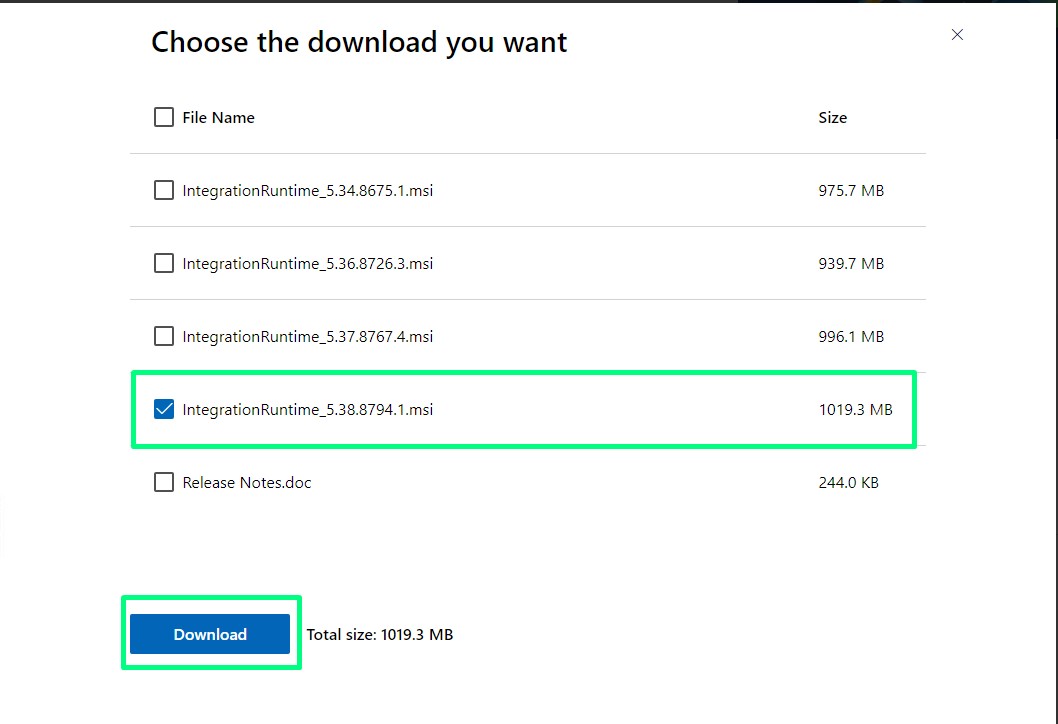 Choose the download you want
File Name Size
IntegrationRuntime_5.34.8675.1.msi 975.7 MB
IntegrationRuntime_5.36.8726.3.msi 939.7 MB
IntegrationRuntime_5.37.8767.4.msi 996.1 MB
IntegrationRuntime_5.38.8794.1.msi 1019.3 MB
Release Notes.doc 244.0 KB
Download Total size: 1019.3 MB